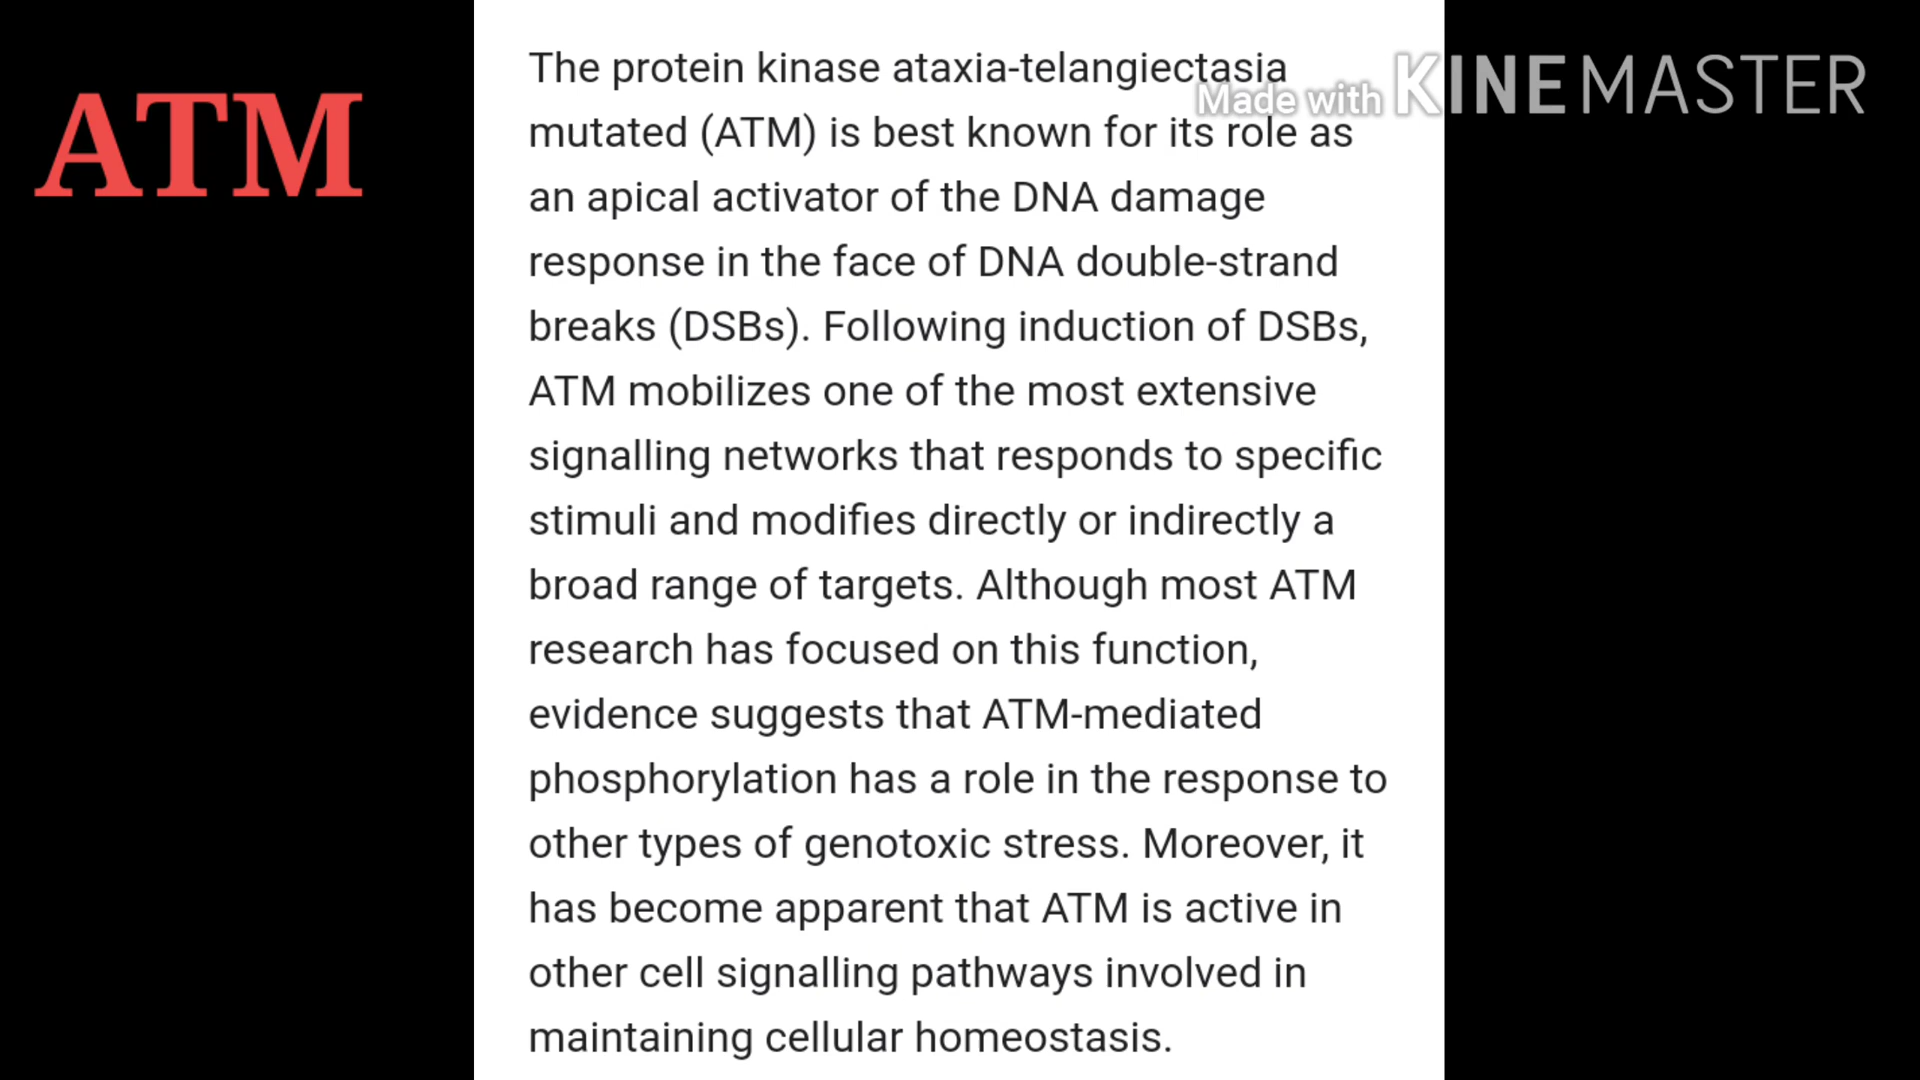 ATM
The protein kinase ataxia-telangiectasia
Made with KINEMASTER
mutated (ATM) is best known for its role as
an apical activator of the DNA damage
response in the face of DNA double-strand
breaks (DSBs). Following induction of DSBs,
ATM mobilizes one of the most extensive
signalling networks that responds to specific
stimuli and modifies directly or indirectly a
broad range of targets. Although most ATM
research has focused on this function,
evidence suggests that ATM-mediated
phosphorylation has a role in the response to
other types of genotoxic stress. Moreover, it
has become apparent that ATM is active in
other cell signalling pathways involved in
maintaining cellular homeostasis.